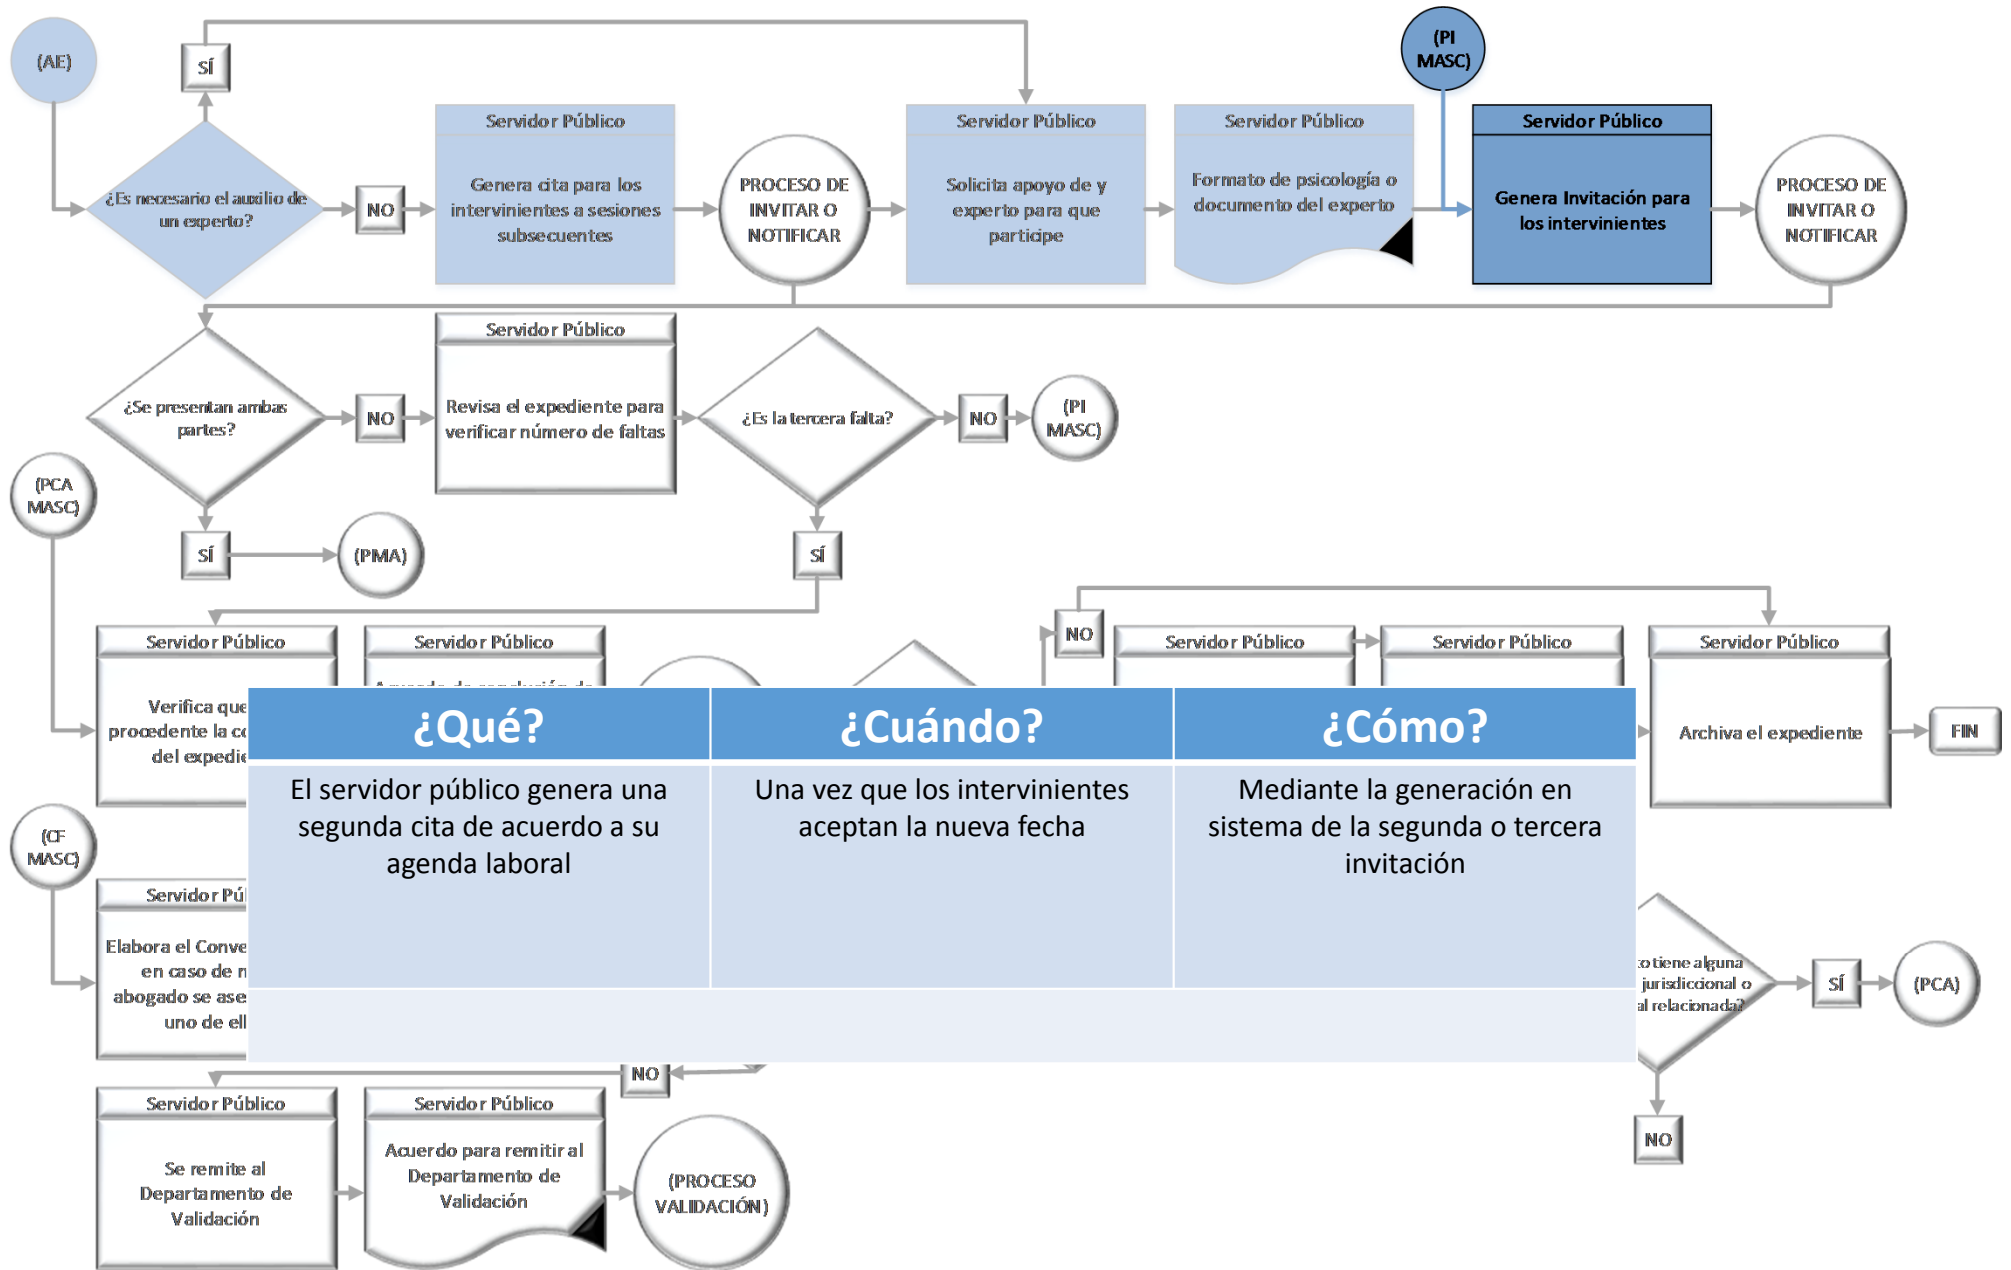 (AE)
SÍ
(PI
MASC)
Servidor Público
Servidor Público
Servidor Público
Servidor Público
¿Es necesario el auxilio de
un experto?
NO
Genera cita para los
intervinientes a sesiones
subsecuentes
PROCESO DE
INVITAR O
NOTIFICAR
Solicita apoyo de y
experto para que
participe
Formato de psicología o
documento del experto
Genera Invitación para
los intervinientes
PROCESO DE
INVITAR O
NOTIFICAR
Servidor Público
¿Se presentan ambas
partes?
NO
Revisa el expediente para
verificar número de faltas
¿Es la tercera falta?
NO
(PI
MASC)
(PCA
MASC)
SÍ
(PMA)
SÍ
NO
Servidor Público
Servidor Público
Servidor Público
Servidor Público
Servidor Público
Verifica que
procedente la
del
Archiva el expediente
FIN
¿Qué?
¿Cuándo?
¿Cómo?
El servidor público genera una
segunda cita de acuerdo a su
agenda laboral
Una vez que los intervinientes
aceptan la nueva fecha
Mediante la generación en
sistema de la segunda o tercera
invitación
(CF
MASC)
Servidor
Elabora el
en caso de
abogado se
uno de
tiene alguna
jurisdiccional o
relacionada?
SÍ
(PCA)
NO
NO
Servidor Público
Servidor Público
Se remite al
Departamento de
Validación
Acuerdo para remitir al
Departamento de
Validación
(PROCESO
VALIDACIÓN)